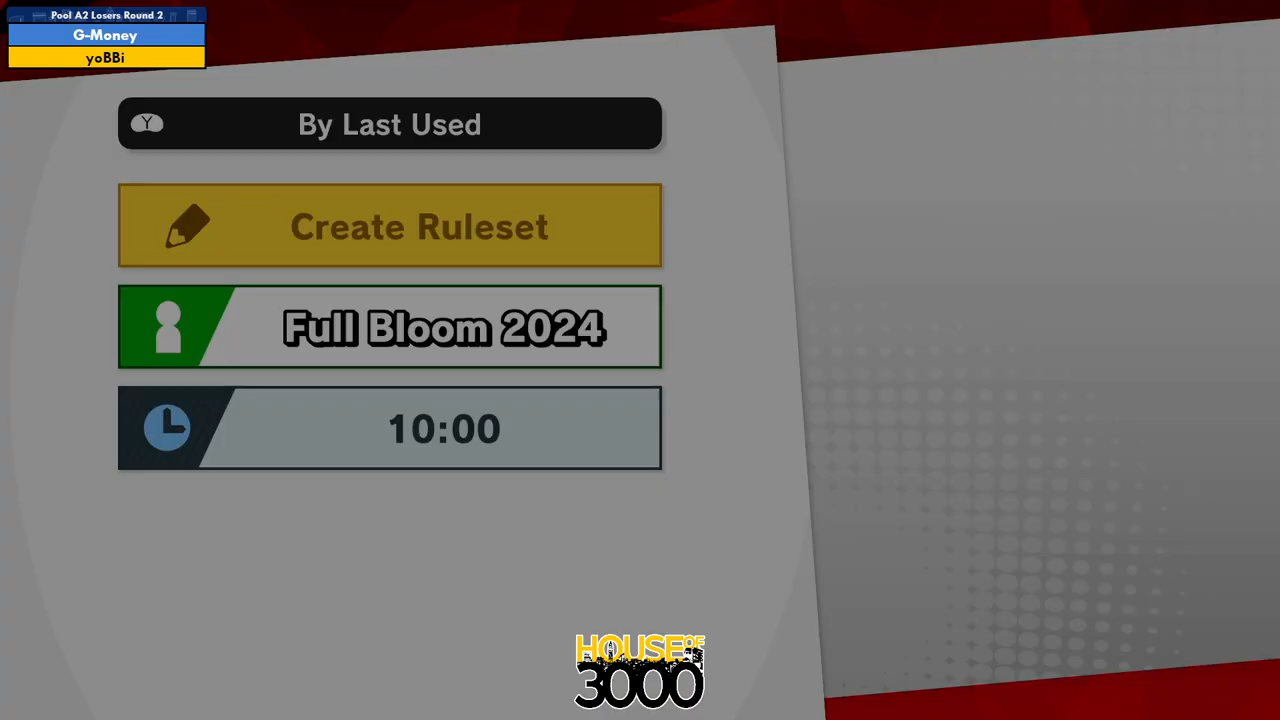 Pool A2 Losers Round 2
G-Money
yoBBi
Y
By Last Used
Create Ruleset
Full Bloom 2024
10:00
HOUSE OF
3000